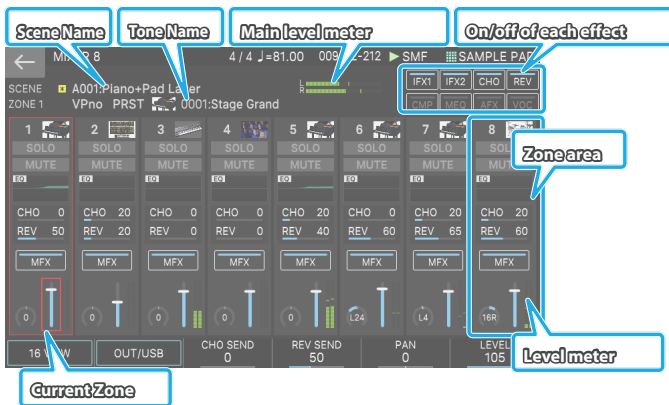 Scene Name
Tone Name
Main level meter
On/off of each effect
4 / 4 ♩=81.00
SMF
SAMPLE PAD
SCENE A001:Piano+Pad Layer
L
R
IFX1 IFX2 CHO REV
ZONE 1 VPno PRST 0001:Stage Grand
CMP MEQ AFX VOC
1 2 3 4 5 6 7 8
SOLO SOLO SOLO SOLO SOLO SOLO SOLO
Zone area
MUTE MUTE MUTE MUTE MUTE MUTE MUTE MUTE
EQ EQ EQ EQ EQ EQ EQ EQ
CHO 0 CHO 20 CHO 0 CHO 0 CHO 20 CHO 0 CHO 20 CHO 20
REV 50 REV 20 REV 0 REV 0 REV 40 REV 60 REV 65 REV 60
MFX MFX MFX MFX MFX MFX MFX MFX
0 0 0 0 0 L24 L4 16R
16 VIEW OUT/USB
CHO SEND 0
REV SEND 50
PAN 0
LEVEL 105
Level meter
Current Zone